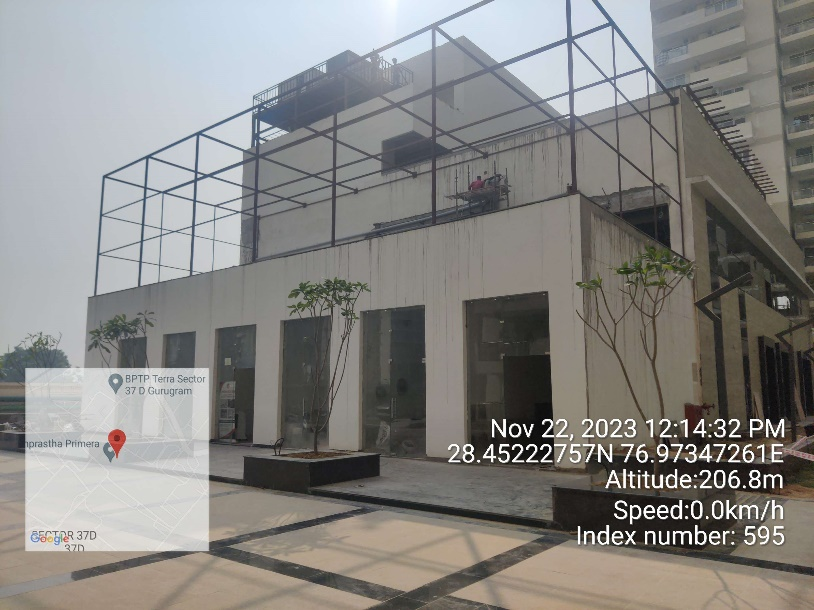 BPTP Terra Sector
37 D Gurugram
nprastha Primera
SECTOR 37D
37D
Google
Nov 22, 2023 12:14:32 PM
28.45222757N 76.97347261E
Altitude:206.8m
Speed:0.0km/h
Index number: 595